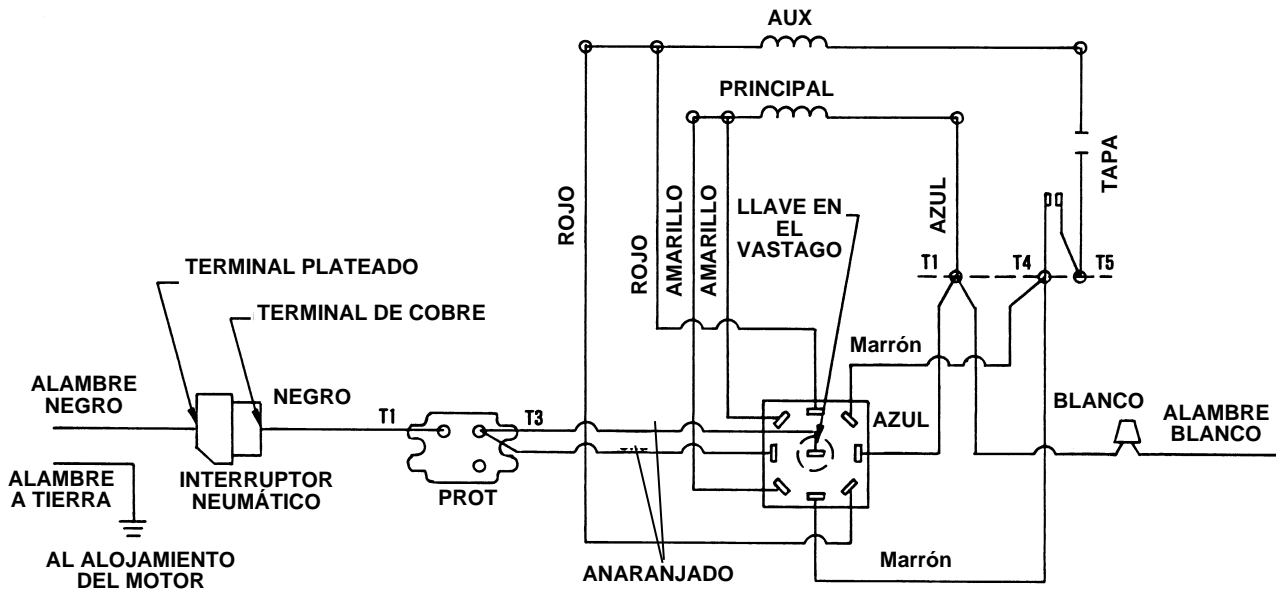 AUX
PRINCIPAL
ROJO
ROJO
AMARILLO
AMARILLO
LLAVE EN
EL
VASTAGO
AZUL
TAPA
T1
T4
T5
TERMINAL PLATEADO
TERMINAL DE COBRE
Marrón
ALAMBRE
NEGRO
NEGRO
T1
T3
AZUL
BLANCO
ALAMBRE
BLANCO
ALAMBRE
A TIERRA
INTERRUPTOR
NEUMÁTICO
PROT
AL ALOJAMIENTO
DEL MOTOR
ANARANJADO
Marrón